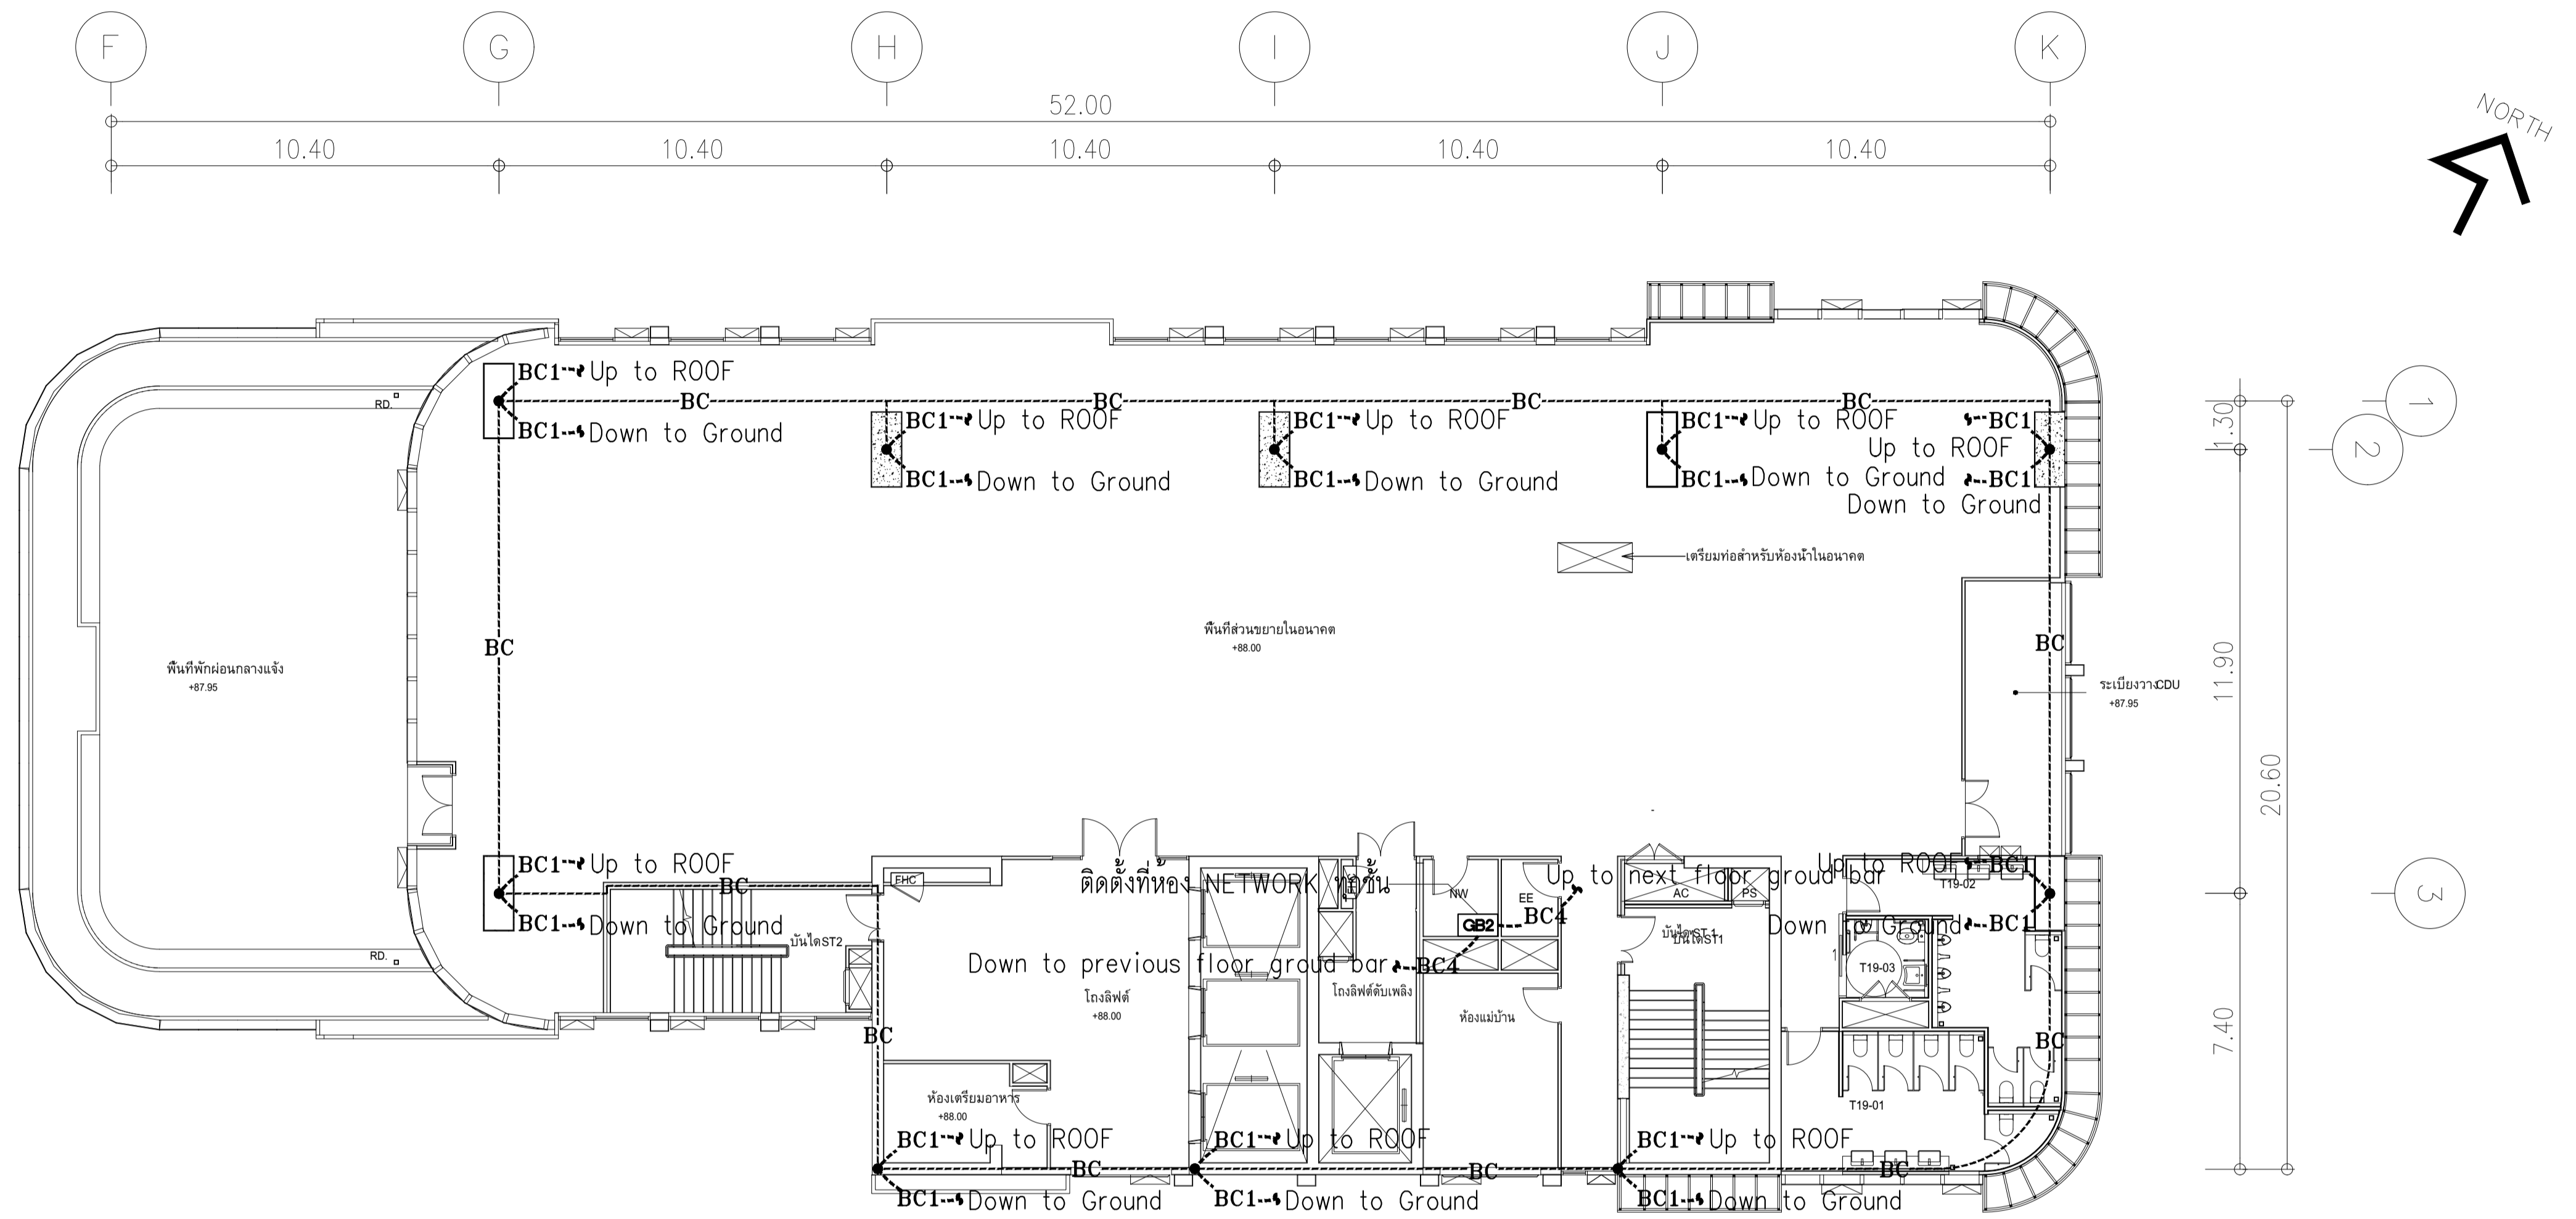 F G H I J K
52.00
10.40 10.40 10.40 10.40 10.40
NORTH
BC1 Up to ROOF
BC BC BC BC
BC1 Down to Ground
BC1 Up to ROOF
BC1 Up to ROOF
BC1 Up to ROOF
BC1
Up to ROOF
BC1 Down to Ground
BC1 Down to Ground
BC1 Down to Ground
BC1
Down to Ground
RD.
1
2
1.30
เตรียมท่อสำหรับห้องน้ำในอนาคต
พื้นที่ส่วนขยายในอนาคต
+88.00
BC
BC
พื้นที่พักผ่อนกลางแจ้ง
+87.95
ระเบียงวางCDU
+87.95
11.90
20.60
BC1 Up to ROOF
BC
FHC
ติดตั้งที่ห้อง NETWORK ทุกชั้น
NW
EE
Up to next floor groud bar
AC
PS
Up to ROOF BC1
T19-02
3
BC1 Down to Ground
GB2
BC4
Down to Ground BC1
บันไดST2
บันไดST1
บันไดST1
RD.
Down to previous floor groud bar BC4
T19-03
1
โถงลิฟต์
+88.00
โถงลิฟต์ดับเพลิง
ห้องแม่บ้าน
BC
BC
7.40
ห้องเตรียมอาหาร
+88.00
T19-01
BC1 Up to ROOF
BC1 Up to ROOF
BC1 Up to ROOF
BC BC BC
BC1 Down to Ground
BC1 Down to Ground
BC1 Down to Ground